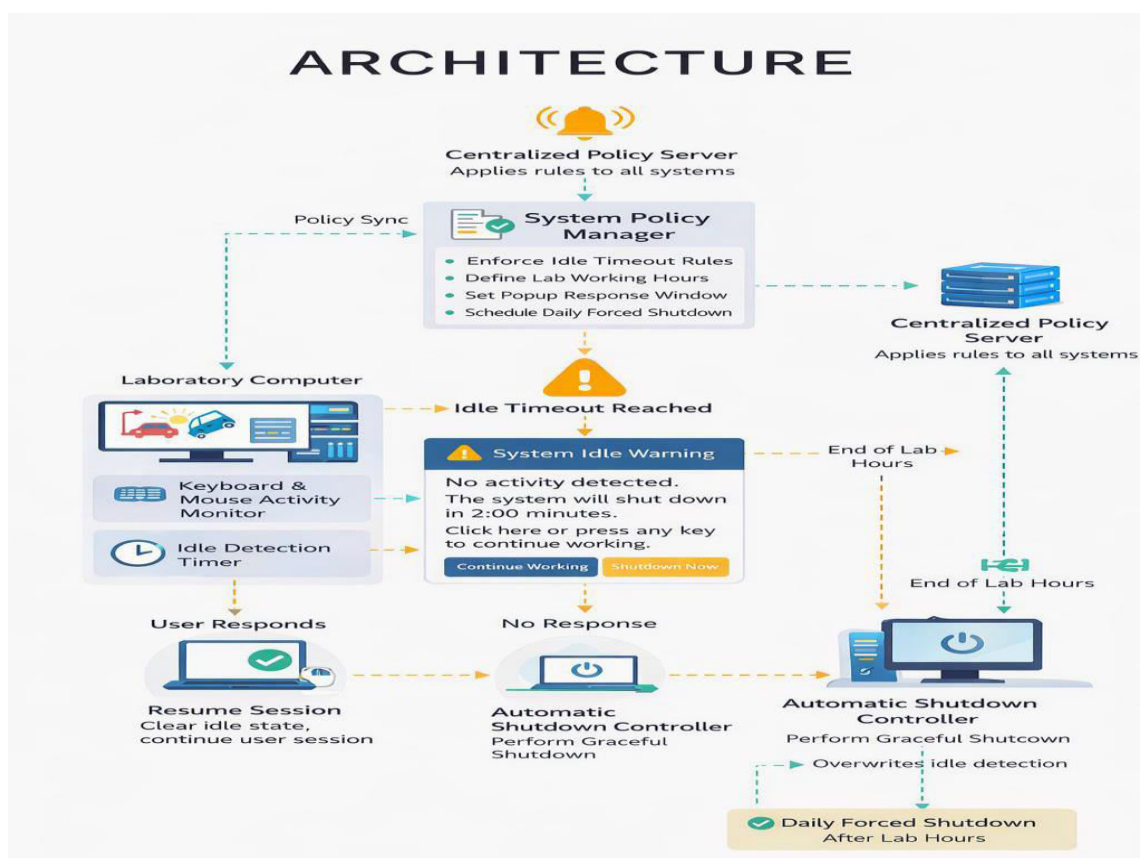 ARCHITECTURE
Centralized Policy Server
Applies rules to all systems
Policy Sync
System Policy
Manager
Enforce Idle Timeout Rules
Define Lab Working Hours
Set Popup Response Window
Schedule Daily Forced Shutdown
Centralized Policy
Server
Applies rules to all systems
Laboratory Computer
Idle Timeout Reached
System Idle Warning
No activity detected.
The system will shut down
in 2:00 minutes.
Click here or press any key
to continue working.
Continue Working
Shutdown Now
Keyboard &
Mouse Activity
Monitor
Idle Detection
Timer
End of Lab
Hours
End of Lab Hours
User Responds
No Response
Resume Session
Clear idle state,
continue user session
Automatic
Shutdown Controller
Perform Graceful
Shutdown
Automatic Shutdown
Controller
Perform Graceful Shutcown
Overwrites idle detection
Daily Forced Shutdown
After Lab Hours